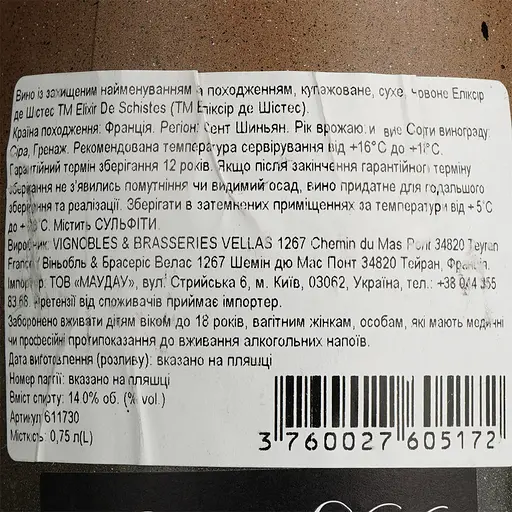 Вино із захищеним найменуванням а походженням, купажоване, сухе, червоне Еліксір
де Шістес ТМ Elixir De Schistes (ТМ Еліксір де Шістес).
Країна походження: Франція. Регіон: Сент Шиньян. Рік врожаю: и вие Сорти винограду:
Сіра, Гренаж. Рекомендована температура сервірування від +16°С до +18°С.
Гарантійний термін зберігання 12 років. Якщо після закінчення гарантійного терміну
зберігання не з'явились помутніння чи видимий осад, вино придатне для подальшого
зберігання та реалізації. Зберігати в затемнених приміщеннях за температури від +5°С
до Містить СУЛЬФІТИ.
Виробник: VIGNOBLES & BRASSERIES VELLAS 1267 Chemin du Mas Pont 34820 Teyran
France / Віньобль & Брасеріс Велас 1267 Шемін дю Мас Понт 34820 Тейран, Франція.
Імпортер: ТОВ «МАУДАУ», вул. Стрийська 6, м. Київ, 03062, Україна, тел.: +38 044 355
83 68. Претензії від споживачів приймає імпортер.
Заборонено вживати дітям віком до 18 років, вагітним жінкам, особам, які мають медичні
чи професійні протипоказання до вживання алкогольних напоїв.
Дата виготовлення (розливу): вказано на пляшці
Номер партії: вказано на пляшці
Вміст спирту: 14.0% об. (% vol.)
Артикул 611730
Місткість: 0,75 л(L)
3 760027 605172